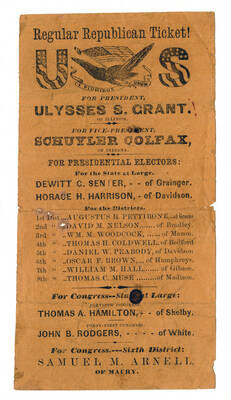 Regular Republican Ticket!
U S
FOR PRESIDENT,
ULYSSES S. GRANT,
OF ILLINOIS.
FOR VICE-PRESIDENT,
SCHUYLER COLFAX,
OF INDIANA.
FOR PRESIDENTIAL ELECTORS:
For the State at Large.
DEWITT C. SENTER, - - of Grainger.
HORACE H. HARRISON, - of Davidson.
For the Districts.
1st Dist. AUGUSTUS H. PETTIBONE, of Greene
2nd " DAVID M. NELSON, of Bradley.
3rd " WM. M. WOODCOCK, of Macon.
4th " THOMAS H. COLDWELL, of Bedford
5th " DANIEL W. PEABODY, of Davidson
6th " OSCAR F. BROWN, of Humphreys.
7th " WILLIAM M. HALL, of Gibson.
8th " THOMAS C. MUSE, of Madison.
For Congress--State at Large:
THOMAS A. HAMILTON, - of Shelby.
JOHN B. RODGERS, - - - - of White.
For Congress.--Sixth District:
SAMUEL M. ARNELL,
OF MAURY.